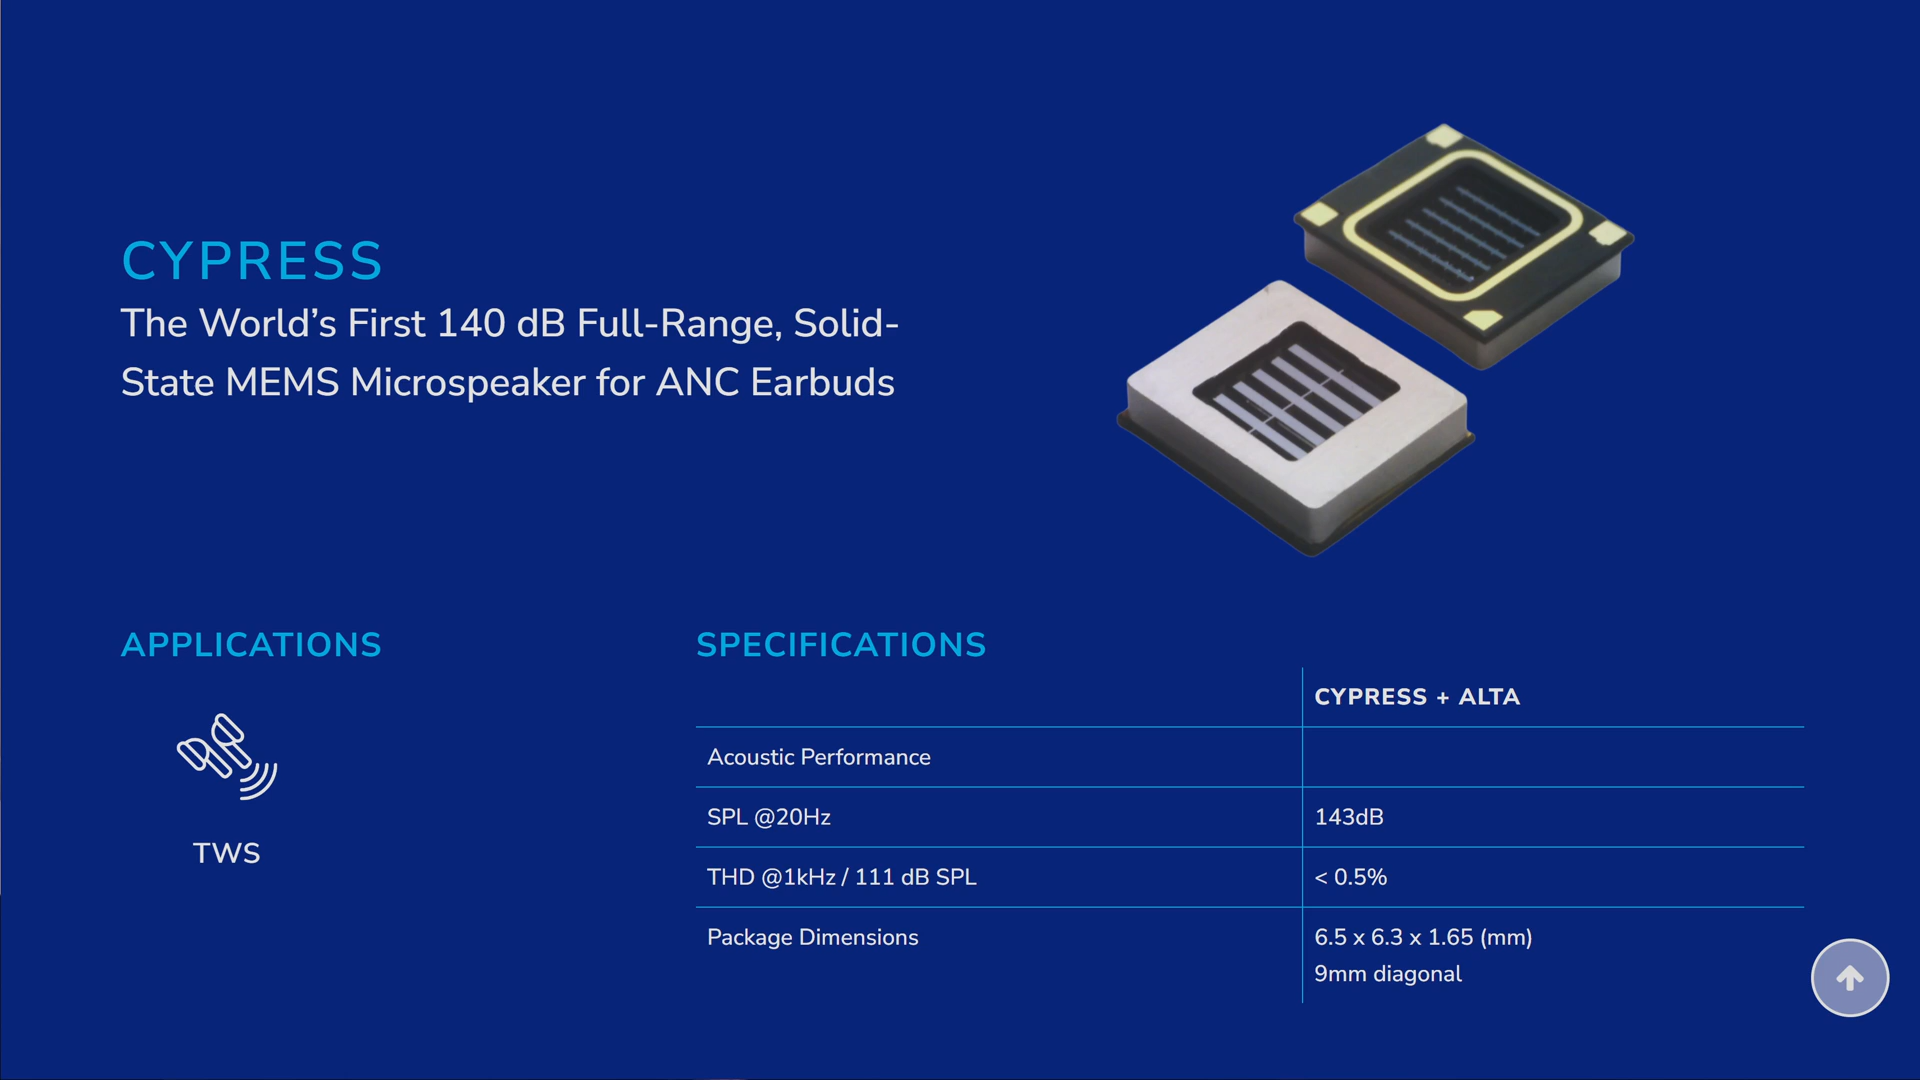 CYPRESS
The World’s First 140 dB Full-Range, Solid-
State MEMS Microspeaker for ANC Earbuds
APPLICATIONS
TWS
SPECIFICATIONS
CYPRESS + ALTA
Acoustic Performance
SPL @20Hz 143dB
THD @1kHz / 111 dB SPL < 0.5%
Package Dimensions 6.5 x 6.3 x 1.65 (mm)
9mm diagonal